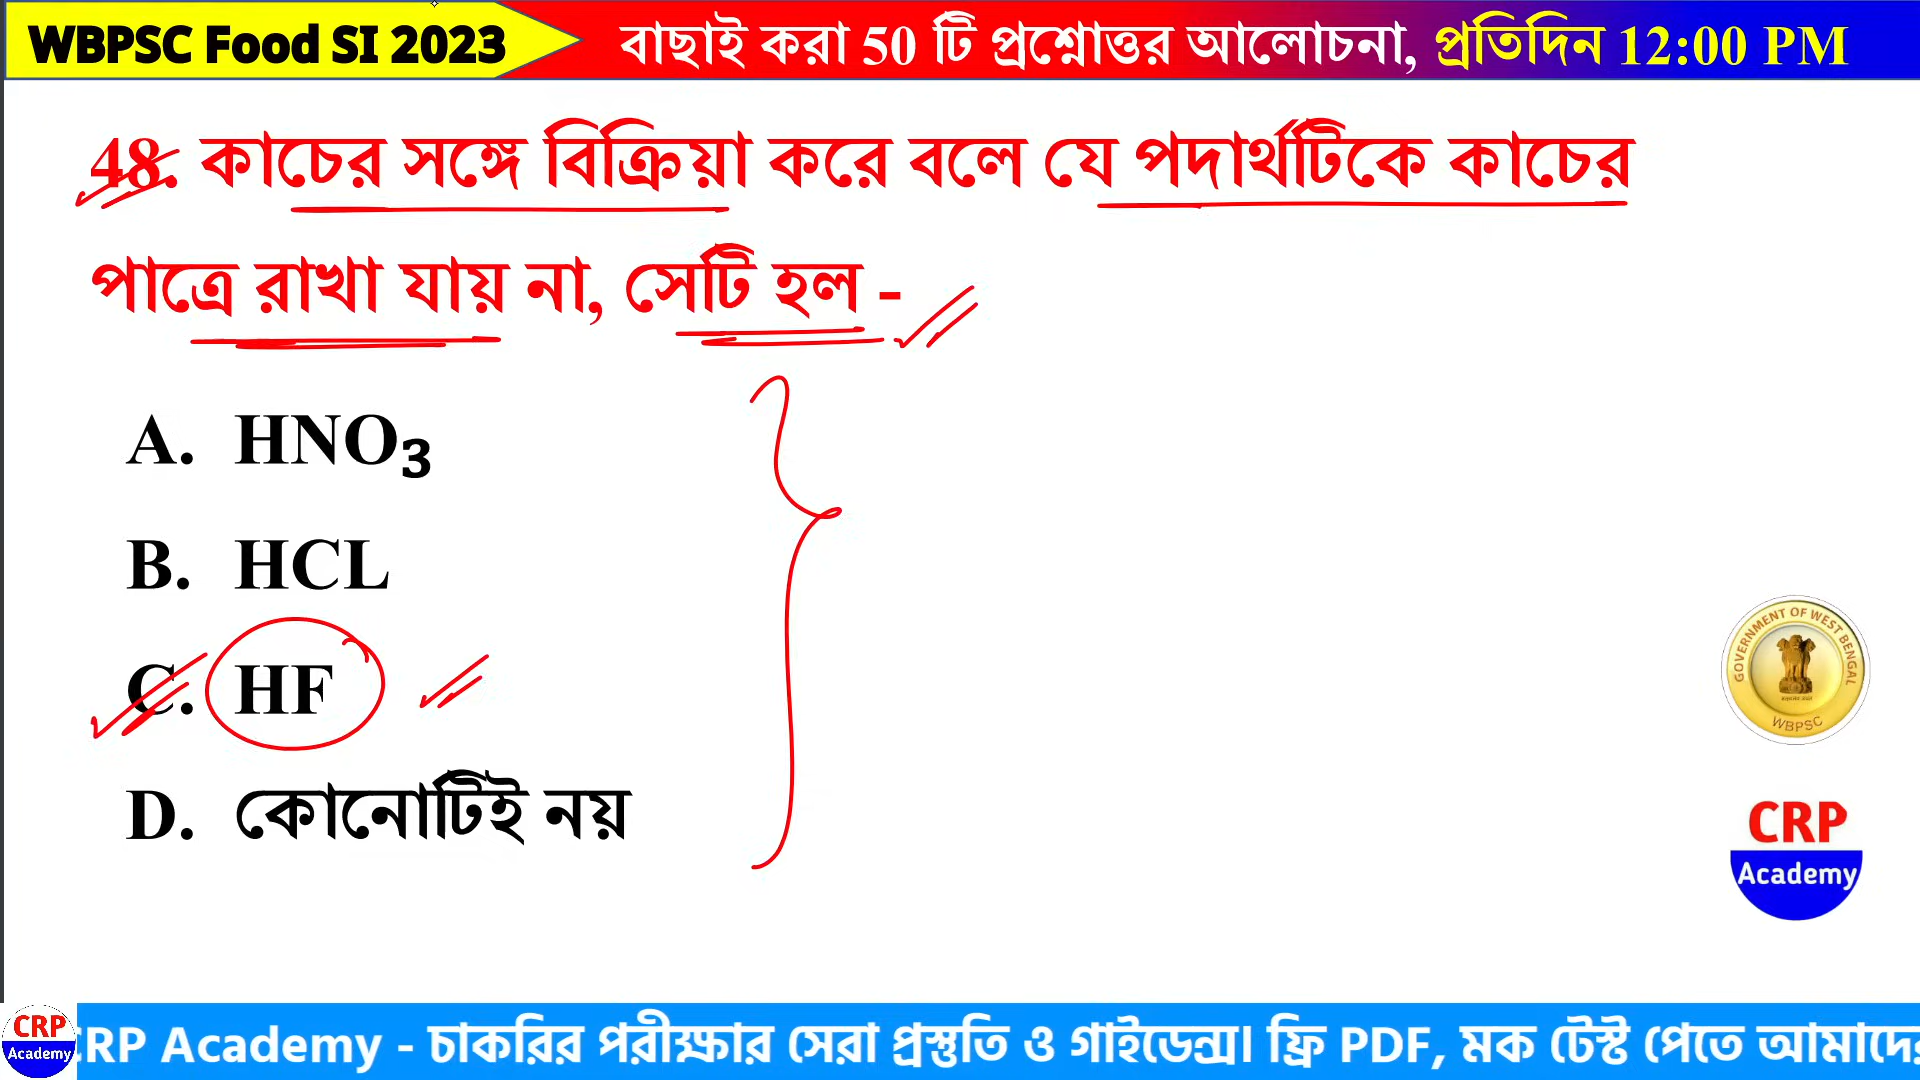 WBPSC Food SI 2023
বাছাই করা 50 টি প্রশ্নোত্তর আলোচনা, প্রতিদিন 12:00 PM
48. কাচের সঙ্গে বিক্রিয়া করে বলে যে পদার্থটিকে কাচের
পাত্রে রাখা যায় না, সেটি হল -
A. HNO₃
B. HCL
C. HF
D. কোনোটিই নয়
GOVERNMENT OF WEST BENGAL
WBPSC
CRP
Academy
CRP
Academy
RP Academy - চাকরির পরীক্ষার সেরা প্রস্তুতি ও গাইডেন্স। ফ্রি PDF, মক টেস্ট পেতে